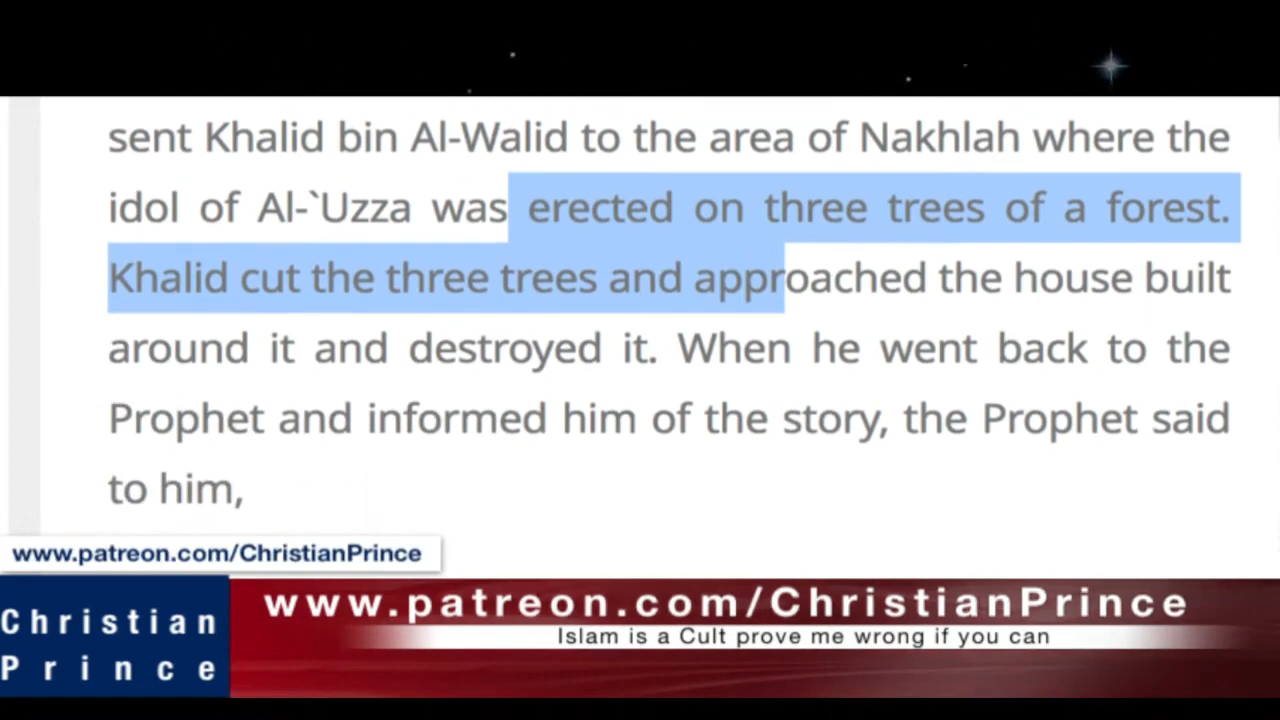 sent Khalid bin Al-Walid to the area of Nakhlah where the
idol of Al-`Uzza was erected on three trees of a forest.
Khalid cut the three trees and approached the house built
around it and destroyed it. When he went back to the
Prophet and informed him of the story, the Prophet said
to him,
www.patreon.com/ChristianPrince
Christian
Prince
www.patreon.com/ChristianPrince
Islam is a Cult prove me wrong if you can